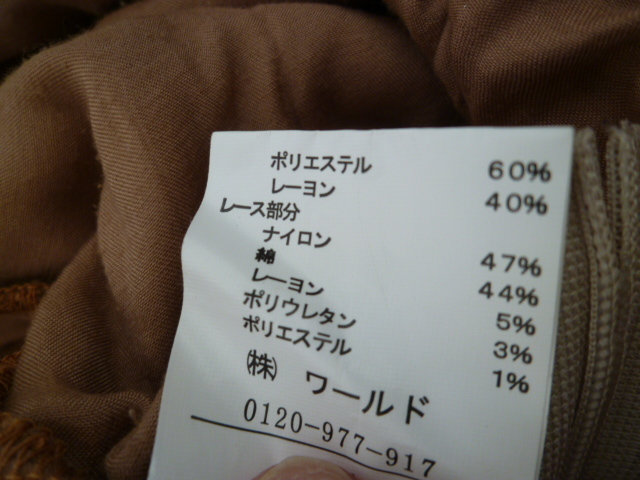 ポリエステル 60%
レーヨン 40%
レース部分
ナイロン 47%
綿 44%
レーヨン 5%
ポリウレタン 3%
ポリエステル 1%
㈱ ワールド
0120-977-917